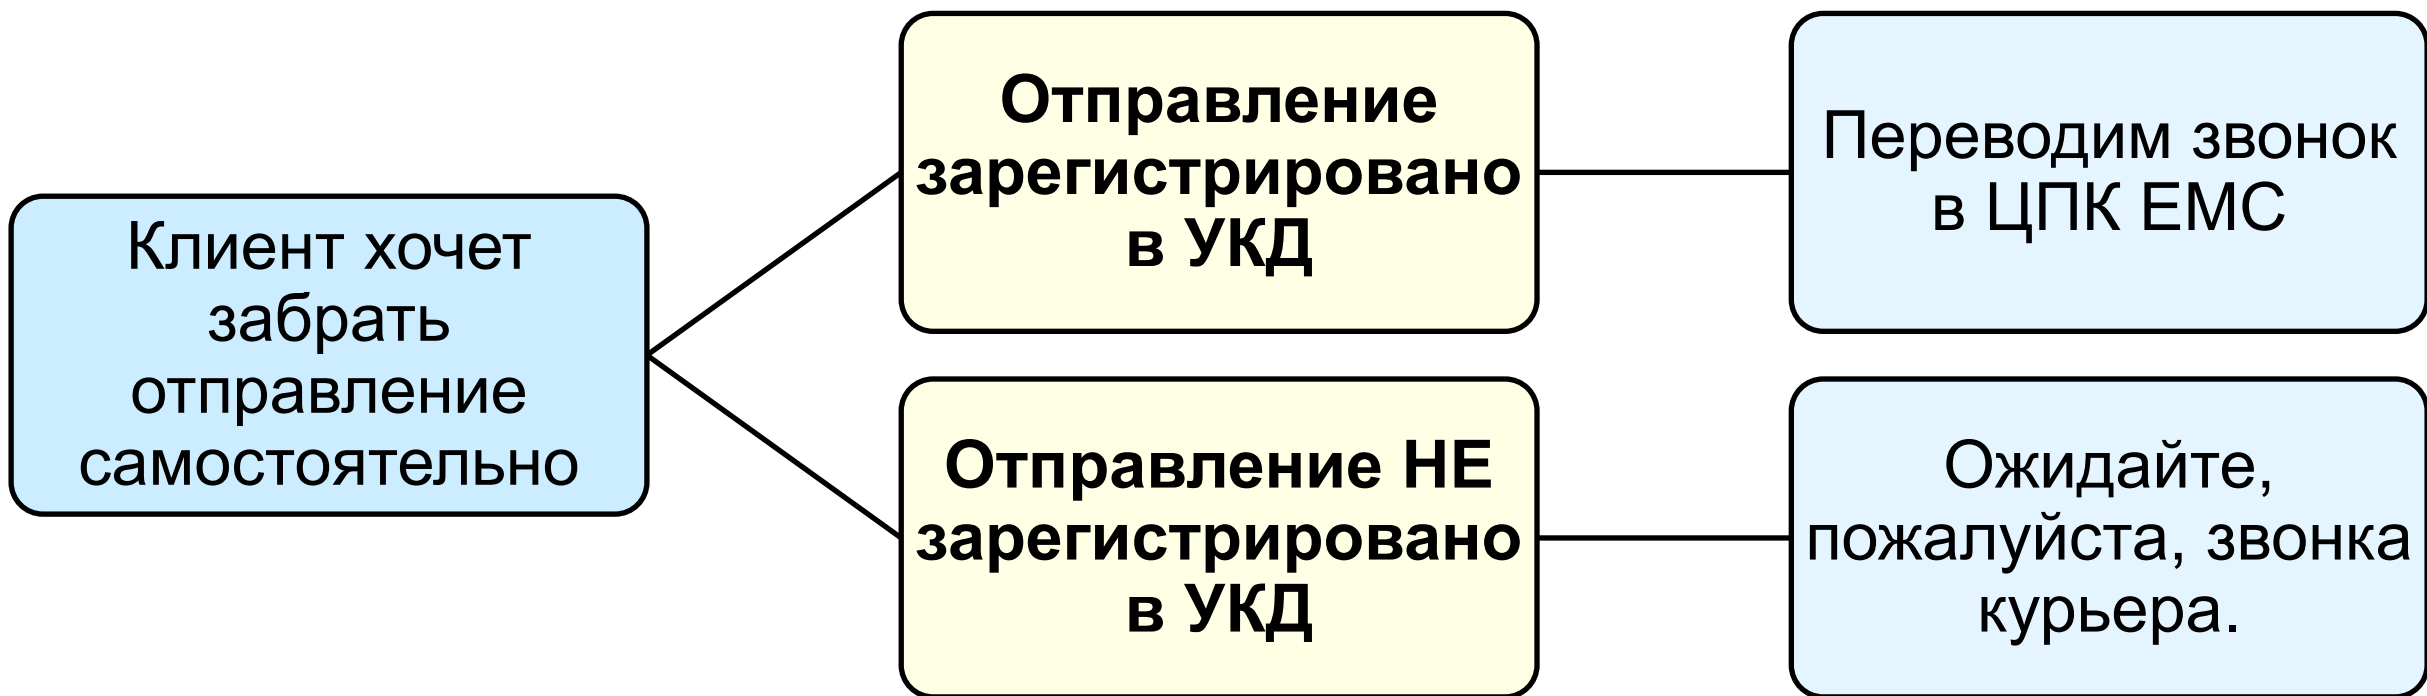 Клиент хочет
забрать
отправление
самостоятельно
Отправление
зарегистрировано
в УКД
Переводим звонок
в ЦПК ЕМС
Отправление НЕ
зарегистрировано
в УКД
Ожидайте,
пожалуйста, звонка
курьера.